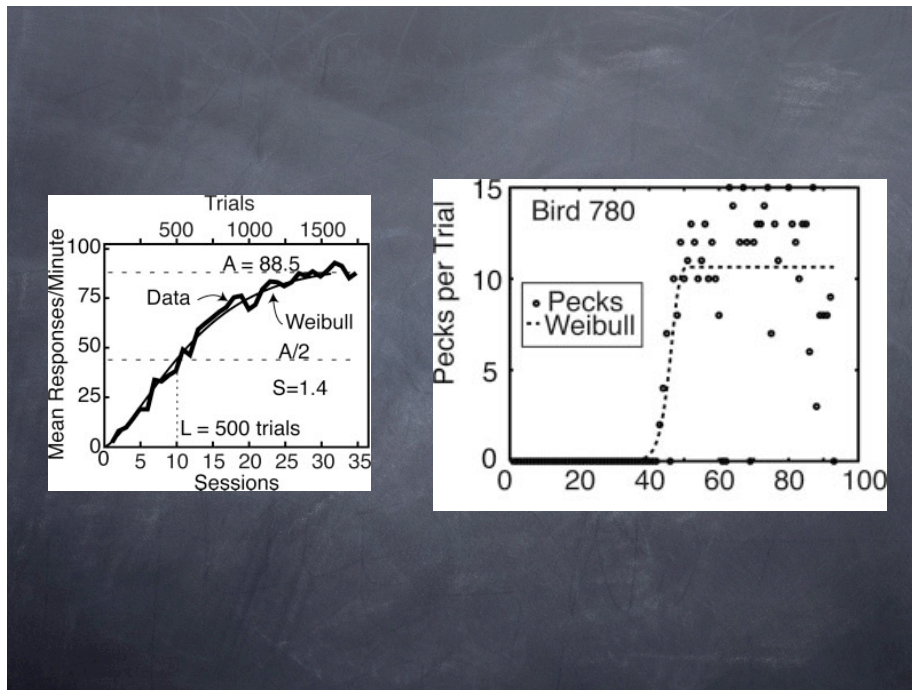 Trials
500 1000 1500
Mean Responses/Minute
100
75
50
25
0
A = 88.5
Data
Weibull
A/2
S=1.4
L = 500 trials
0 5 10 15 20 25 30 35
Sessions
Pecks per Trial
15
10
5
0
Bird 780
Pecks
Weibull
0 20 40 60 80 100